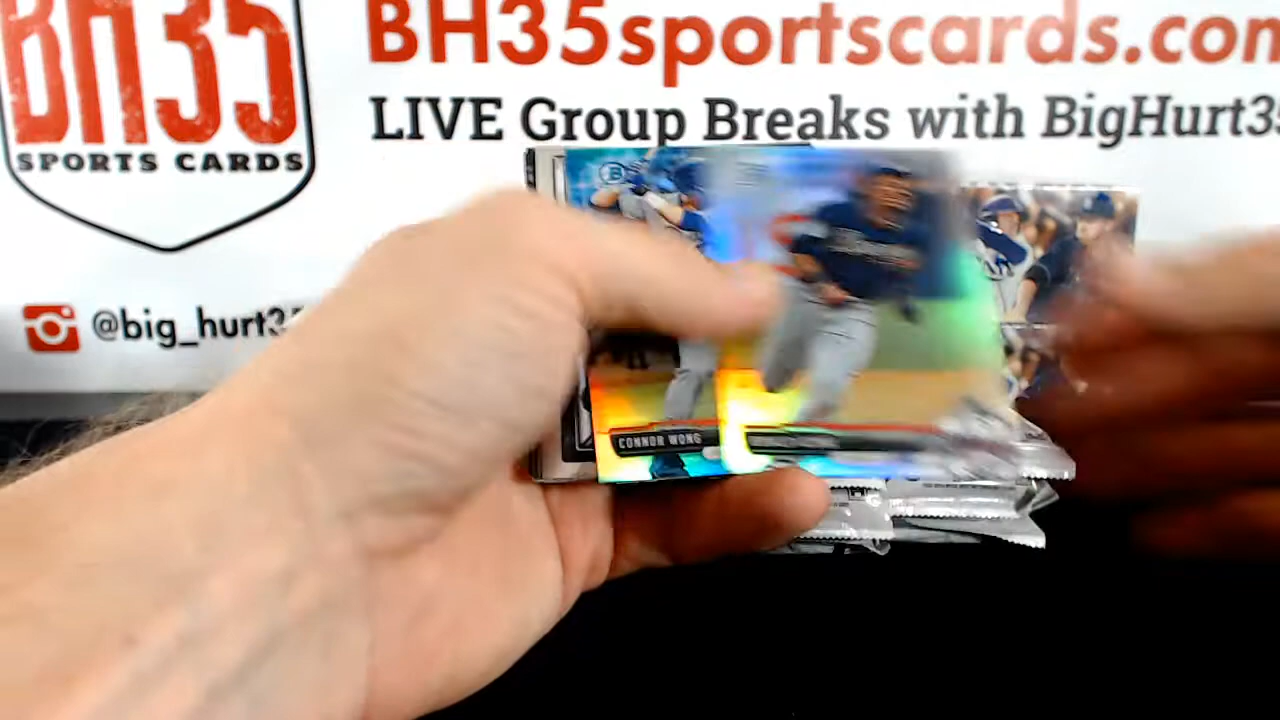 BH35
SPORTS CARDS
BH35sportscards.com
LIVE Group Breaks with BigHurt35
@big_hurt35
B
CONNOR WONG